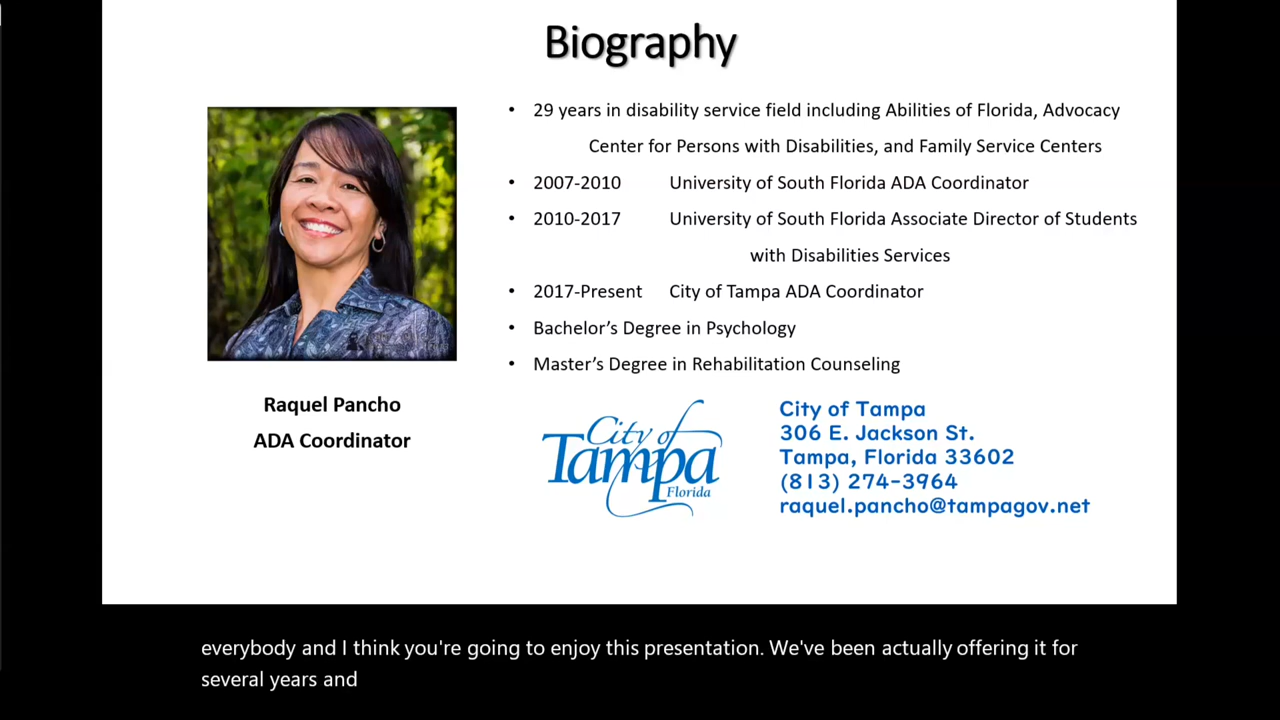 Biography
• 29 years in disability service field including Abilities of Florida, Advocacy
Center for Persons with Disabilities, and Family Service Centers
• 2007-2010 University of South Florida ADA Coordinator
• 2010-2017 University of South Florida Associate Director of Students
with Disabilities Services
• 2017-Present City of Tampa ADA Coordinator
• Bachelor’s Degree in Psychology
• Master’s Degree in Rehabilitation Counseling
Raquel Pancho
ADA Coordinator
City of
Tampa
Florida
City of Tampa
306 E. Jackson St.
Tampa, Florida 33602
(813) 274-3964
raquel.pancho@tampagov.net
everybody and I think you're going to enjoy this presentation. We've been actually offering it for
several years and